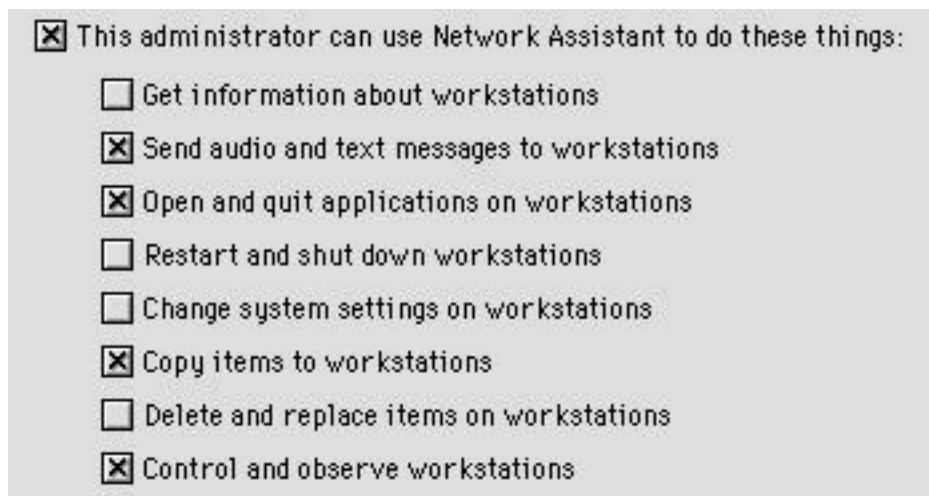 This administrator can use Network Assistant to do these things:
Get information about workstations
Send audio and text messages to workstations
Open and quit applications on workstations
Restart and shut down workstations
Change system settings on workstations
Copy items to workstations
Delete and replace items on workstations
Control and observe workstations